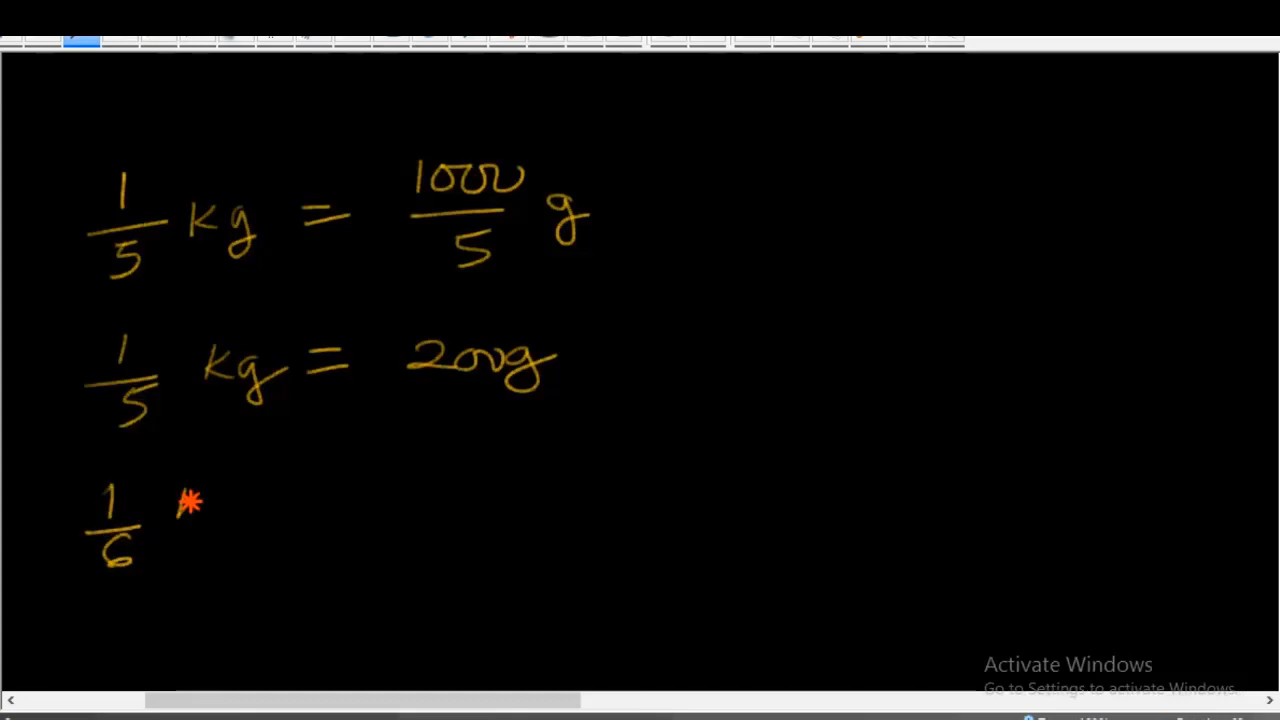 1/5 kg = 1000/5 g
1/5 kg = 200g
1/6
Activate Windows
Go to Settings to activate Windows.